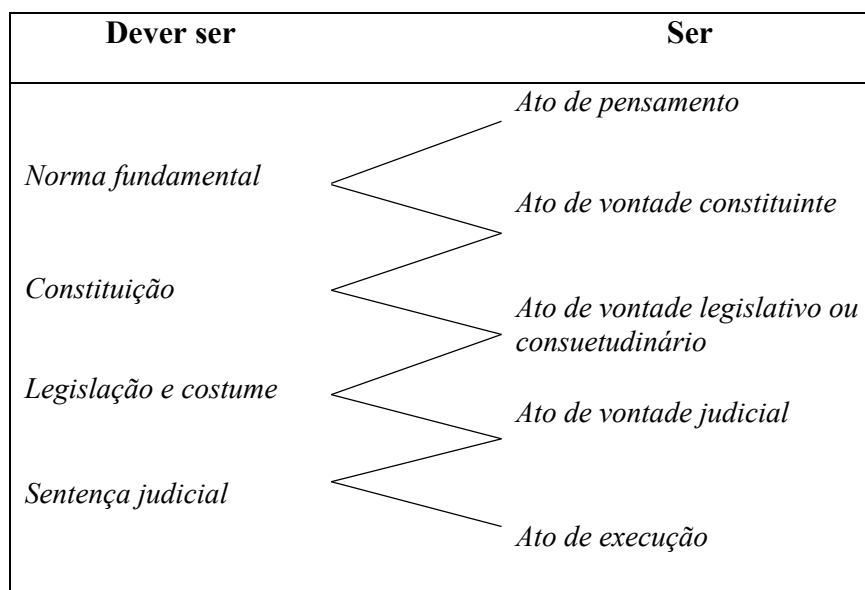 Dever ser
Ser
Ato de pensamento
Norma fundamental
Ato de vontade constituinte
Constituição
Ato de vontade legislativo ou
consuetudinário
Legislação e costume
Ato de vontade judicial
Sentença judicial
Ato de execução